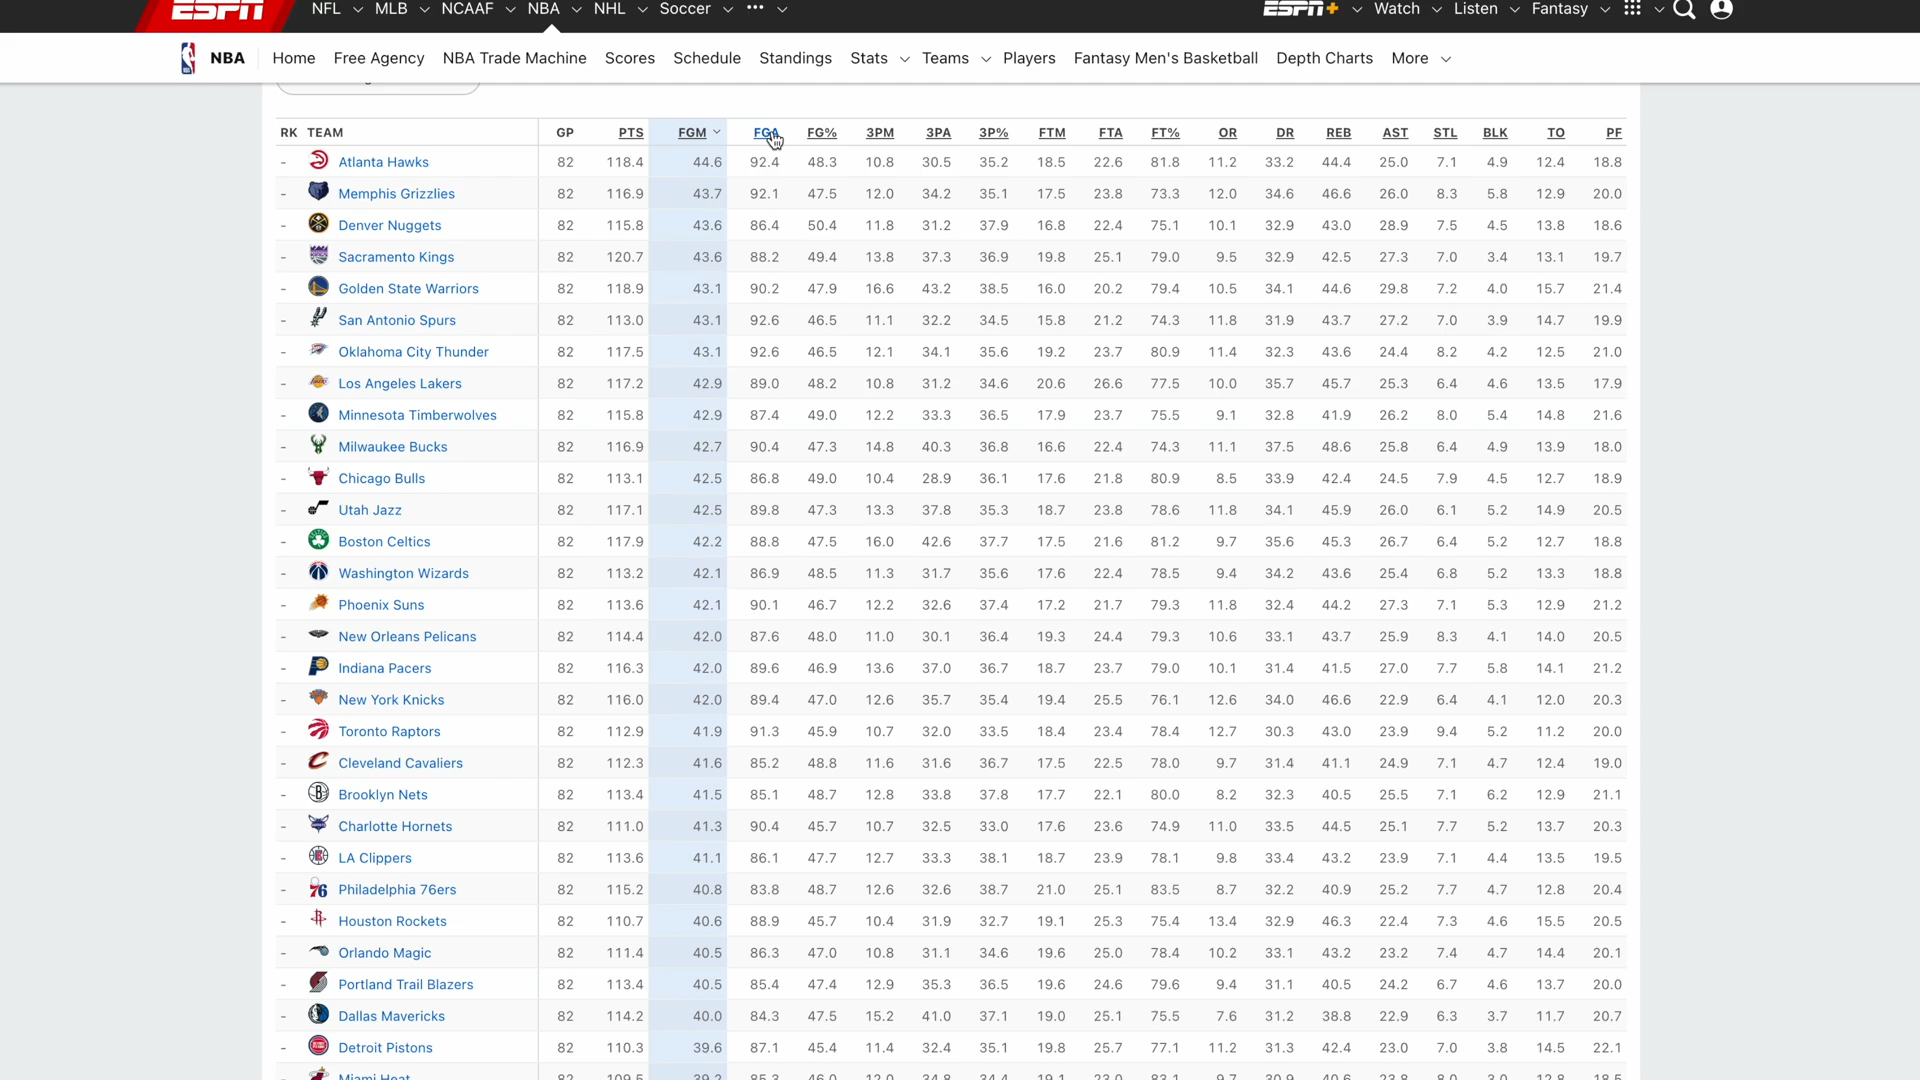 ESPN NFL MLB NCAAF NBA NHL Soccer ••• ESPN+ Watch Listen Fantasy
NBA Home Free Agency NBA Trade Machine Scores Schedule Standings Stats Teams Players Fantasy Men's Basketball Depth Charts More
RK TEAM GP PTS FGM FGA FG% 3PM 3PA 3P% FTM FTA FT% OR DR REB AST STL BLK TO PF
- Atlanta Hawks 82 118.4 44.6 92.4 48.3 10.8 30.5 35.2 18.5 22.6 81.8 11.2 33.2 44.4 25.0 7.1 4.9 12.4 18.8
- Memphis Grizzlies 82 116.9 43.7 92.1 47.5 12.0 34.2 35.1 17.5 23.8 73.3 12.0 34.6 46.6 26.0 8.3 5.8 12.9 20.0
- Denver Nuggets 82 115.8 43.6 86.4 50.4 11.8 31.2 37.9 16.8 22.4 75.1 10.1 32.9 43.0 28.9 7.5 4.5 13.8 18.6
- Sacramento Kings 82 120.7 43.6 88.2 49.4 13.8 37.3 36.9 19.8 25.1 79.0 9.5 32.9 42.5 27.3 7.0 3.4 13.1 19.7
- Golden State Warriors 82 118.9 43.1 90.2 47.9 16.6 43.2 38.5 16.0 20.2 79.4 10.5 34.1 44.6 29.8 7.2 4.0 15.7 21.4
- San Antonio Spurs 82 113.0 43.1 92.6 46.5 11.1 32.2 34.5 15.8 21.2 74.3 11.8 31.9 43.7 27.2 7.0 3.9 14.7 19.9
- Oklahoma City Thunder 82 117.5 43.1 92.6 46.5 12.1 34.1 35.6 19.2 23.7 80.9 11.4 32.3 43.6 24.4 8.2 4.2 12.5 21.0
- Los Angeles Lakers 82 117.2 42.9 89.0 48.2 10.8 31.2 34.6 20.6 26.6 77.5 10.0 35.7 45.7 25.3 6.4 4.6 13.5 17.9
- Minnesota Timberwolves 82 115.8 42.9 87.4 49.0 12.2 33.3 36.5 17.9 23.7 75.5 9.1 32.8 41.9 26.2 8.0 5.4 14.8 21.6
- Milwaukee Bucks 82 116.9 42.7 90.4 47.3 14.8 40.3 36.8 16.6 22.4 74.3 11.1 37.5 48.6 25.8 6.4 4.9 13.9 18.0
- Chicago Bulls 82 113.1 42.5 86.8 49.0 10.4 28.9 36.1 17.6 21.8 80.9 8.5 33.9 42.4 24.5 7.9 4.5 12.7 18.9
- Utah Jazz 82 117.1 42.5 89.8 47.3 13.3 37.8 35.3 18.7 23.8 78.6 11.8 34.1 45.9 26.0 6.1 5.2 14.9 20.5
- Boston Celtics 82 117.9 42.2 88.8 47.5 16.0 42.6 37.7 17.5 21.6 81.2 9.7 35.6 45.3 26.7 6.4 5.2 12.7 18.8
- Washington Wizards 82 113.2 42.1 86.9 48.5 11.3 31.7 35.6 17.6 22.4 78.5 9.4 34.2 43.6 25.4 6.8 5.2 13.3 18.8
- Phoenix Suns 82 113.6 42.1 90.1 46.7 12.2 32.6 37.4 17.2 21.7 79.3 11.8 32.4 44.2 27.3 7.1 5.3 12.9 21.2
- New Orleans Pelicans 82 114.4 42.0 87.6 48.0 11.0 30.1 36.4 19.3 24.4 79.3 10.6 33.1 43.7 25.9 8.3 4.1 14.0 20.5
- Indiana Pacers 82 116.3 42.0 89.6 46.9 13.6 37.0 36.7 18.7 23.7 79.0 10.1 31.4 41.5 27.0 7.7 5.8 14.1 21.2
- New York Knicks 82 116.0 42.0 89.4 47.0 12.6 35.7 35.4 19.4 25.5 76.1 12.6 34.0 46.6 22.9 6.4 4.1 12.0 20.3
- Toronto Raptors 82 112.9 41.9 91.3 45.9 10.7 32.0 33.5 18.4 23.4 78.4 12.7 30.3 43.0 23.9 9.4 5.2 11.2 20.0
- Cleveland Cavaliers 82 112.3 41.6 85.2 48.8 11.6 31.6 36.7 17.5 22.5 78.0 9.7 31.4 41.1 24.9 7.1 4.7 12.4 19.0
- Brooklyn Nets 82 113.4 41.5 85.1 48.7 12.8 33.8 37.8 17.7 22.1 80.0 8.2 32.3 40.5 25.5 7.1 6.2 12.9 21.1
- Charlotte Hornets 82 111.0 41.3 90.4 45.7 10.7 32.5 33.0 17.6 23.6 74.9 11.0 33.5 44.5 25.1 7.7 5.2 13.7 20.3
- LA Clippers 82 113.6 41.1 86.1 47.7 12.7 33.3 38.1 18.7 23.9 78.1 9.8 33.4 43.2 23.9 7.1 4.4 13.5 19.5
- Philadelphia 76ers 82 115.2 40.8 83.8 48.7 12.6 32.6 38.7 21.0 25.1 83.5 8.7 32.2 40.9 25.2 7.7 4.7 12.8 20.4
- Houston Rockets 82 110.7 40.6 88.9 45.7 10.4 31.9 32.7 19.1 25.3 75.4 13.4 32.9 46.3 22.4 7.3 4.6 15.5 20.5
- Orlando Magic 82 111.4 40.5 86.3 47.0 10.8 31.1 34.6 19.6 25.0 78.4 10.2 33.1 43.2 23.2 7.4 4.7 14.4 20.1
- Portland Trail Blazers 82 113.4 40.5 85.4 47.4 12.9 35.3 36.5 19.6 24.6 79.6 9.4 31.1 40.5 24.2 6.7 4.6 13.7 20.0
- Dallas Mavericks 82 114.2 40.0 84.3 47.5 15.2 41.0 37.1 19.0 25.1 75.5 7.6 31.2 38.8 22.9 6.3 3.7 11.7 20.7
- Detroit Pistons 82 110.3 39.6 87.1 45.4 11.4 32.4 35.1 19.8 25.7 77.1 11.2 31.3 42.4 23.0 7.0 3.8 14.5 22.1
- Miami Heat 82 109.5 39.2 85.3 46.0 12.0 34.8 34.4 19.1 23.0 83.1 9.7 30.9 40.6 23.8 8.0 3.0 12.8 18.5